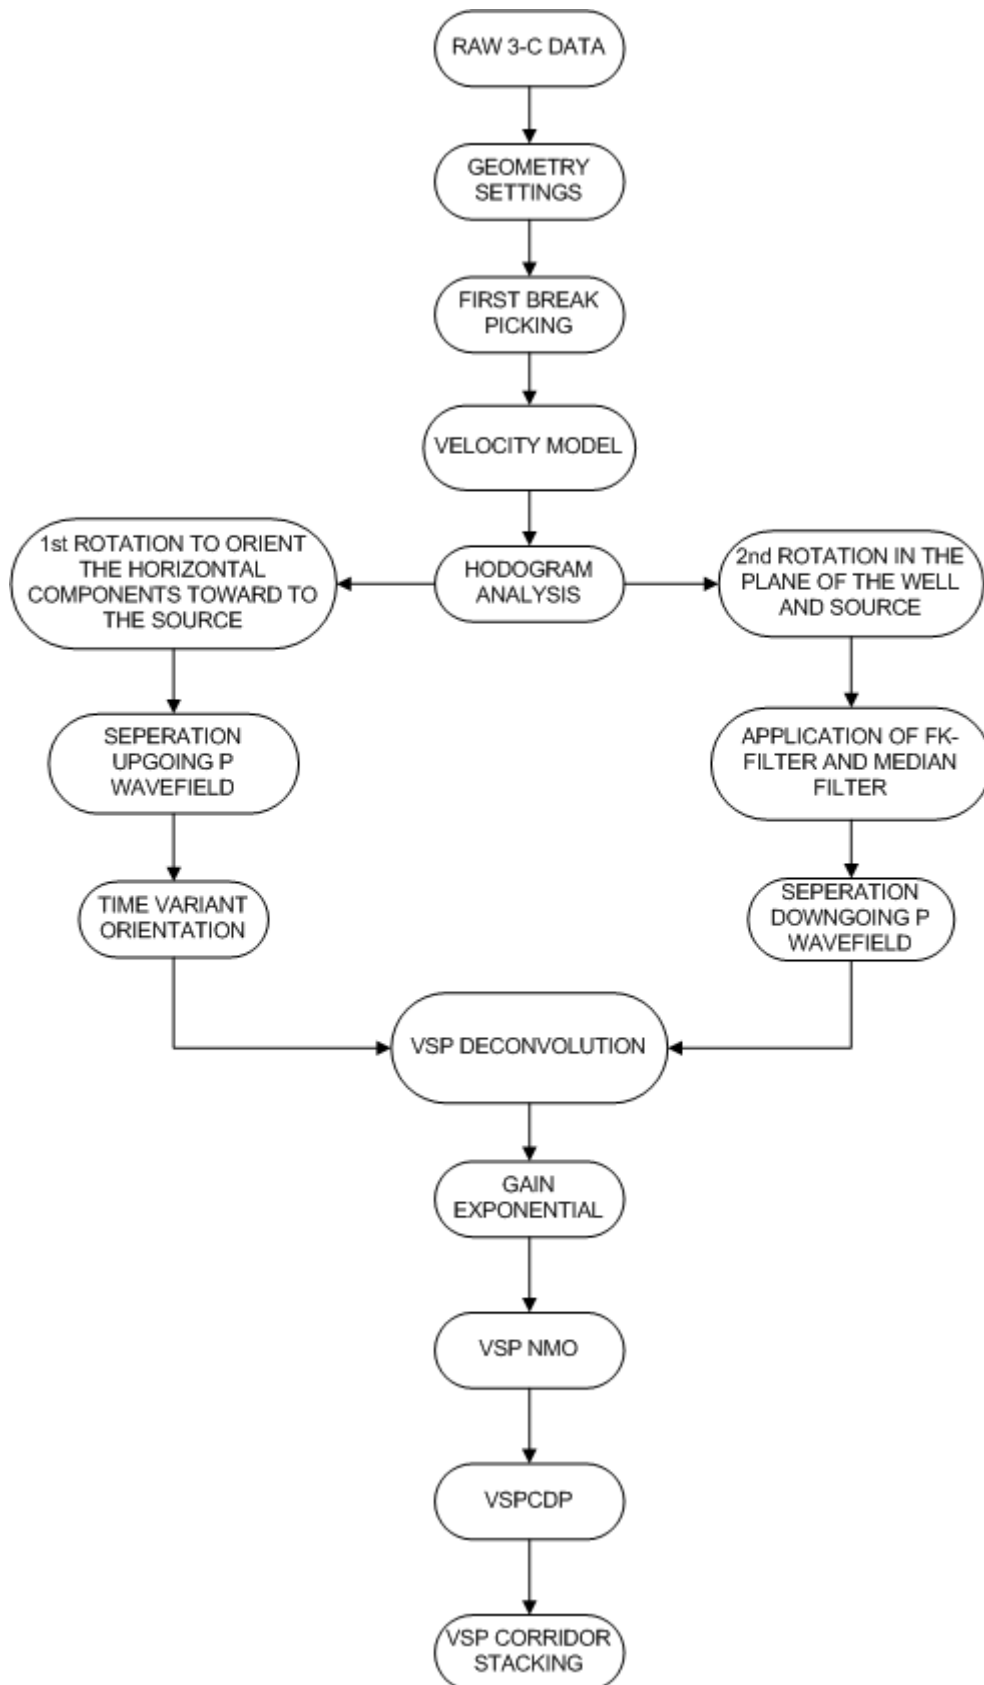 RAW 3-C DATA
GEOMETRY
SETTINGS
FIRST BREAK
PICKING
VELOCITY MODEL
HODOGRAM
ANALYSIS
1st ROTATION TO ORIENT
THE HORIZONTAL
COMPONENTS TOWARD TO
THE SOURCE
2nd ROTATION IN THE
PLANE OF THE WELL
AND SOURCE
SEPERATION
UPGOING P
WAVEFIELD
APPLICATION OF FK-
FILTER AND MEDIAN
FILTER
TIME VARIANT
ORIENTATION
SEPERATION
DOWNGOING P
WAVEFIELD
VSP DECONVOLUTION
GAIN
EXPONENTIAL
VSP NMO
VSPCDP
VSP CORRIDOR
STACKING